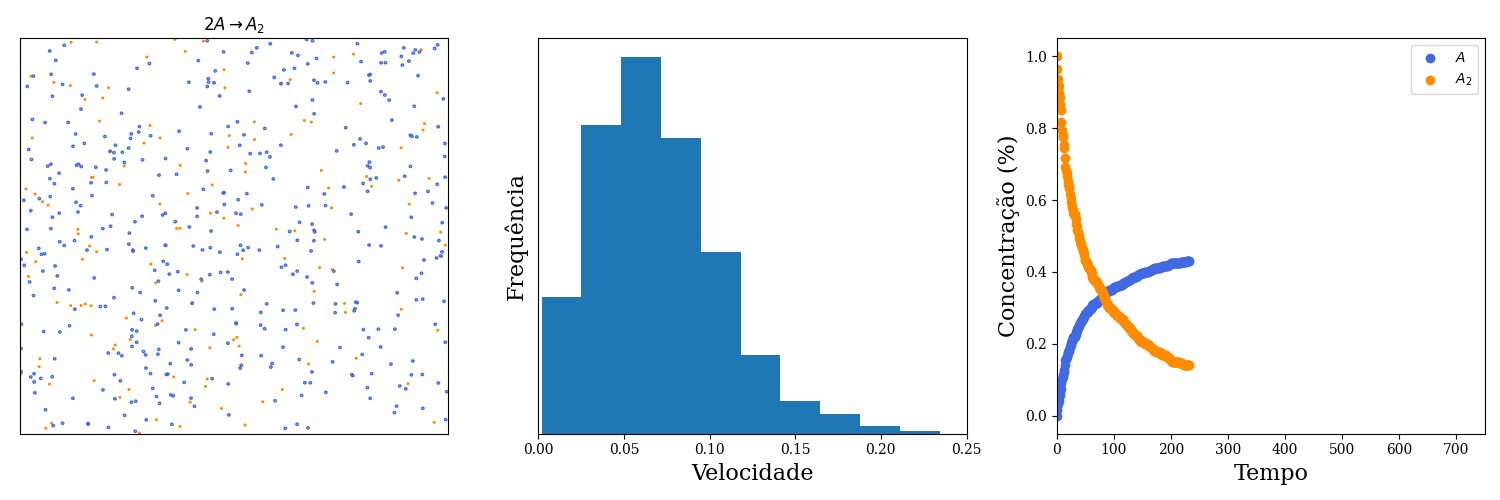 2A → A₂
Frequência
0.00 0.05 0.10 0.15 0.20 0.25
Velocidade
Concentração (%)
1.0
0.8
0.6
0.4
0.2
0.0
A
A₂
0 100 200 300 400 500 600 700
Tempo